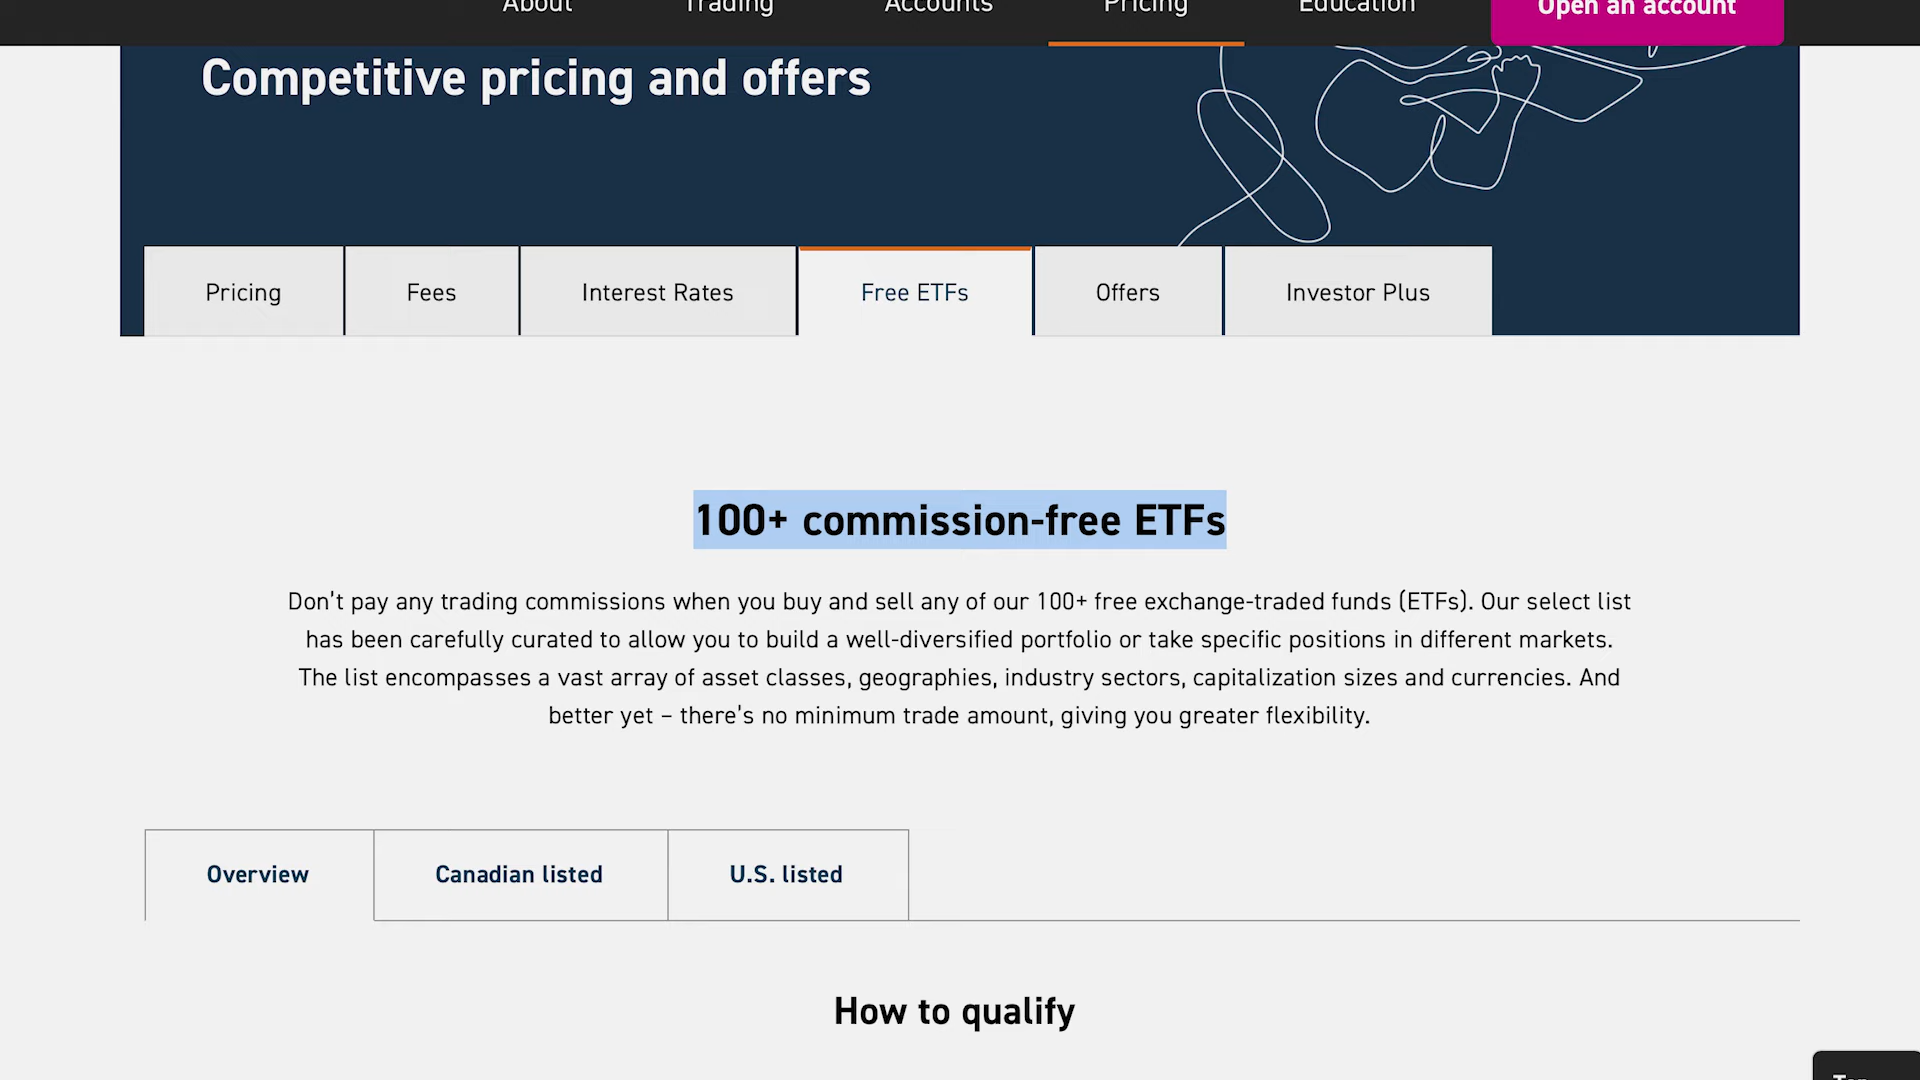 About Trading Accounts Pricing Education Open an account
Competitive pricing and offers
Pricing Fees Interest Rates Free ETFs Offers Investor Plus
100+ commission-free ETFs
Don’t pay any trading commissions when you buy and sell any of our 100+ free exchange-traded funds (ETFs). Our select list
has been carefully curated to allow you to build a well-diversified portfolio or take specific positions in different markets.
The list encompasses a vast array of asset classes, geographies, industry sectors, capitalization sizes and currencies. And
better yet – there’s no minimum trade amount, giving you greater flexibility.
Overview Canadian listed U.S. listed
How to qualify